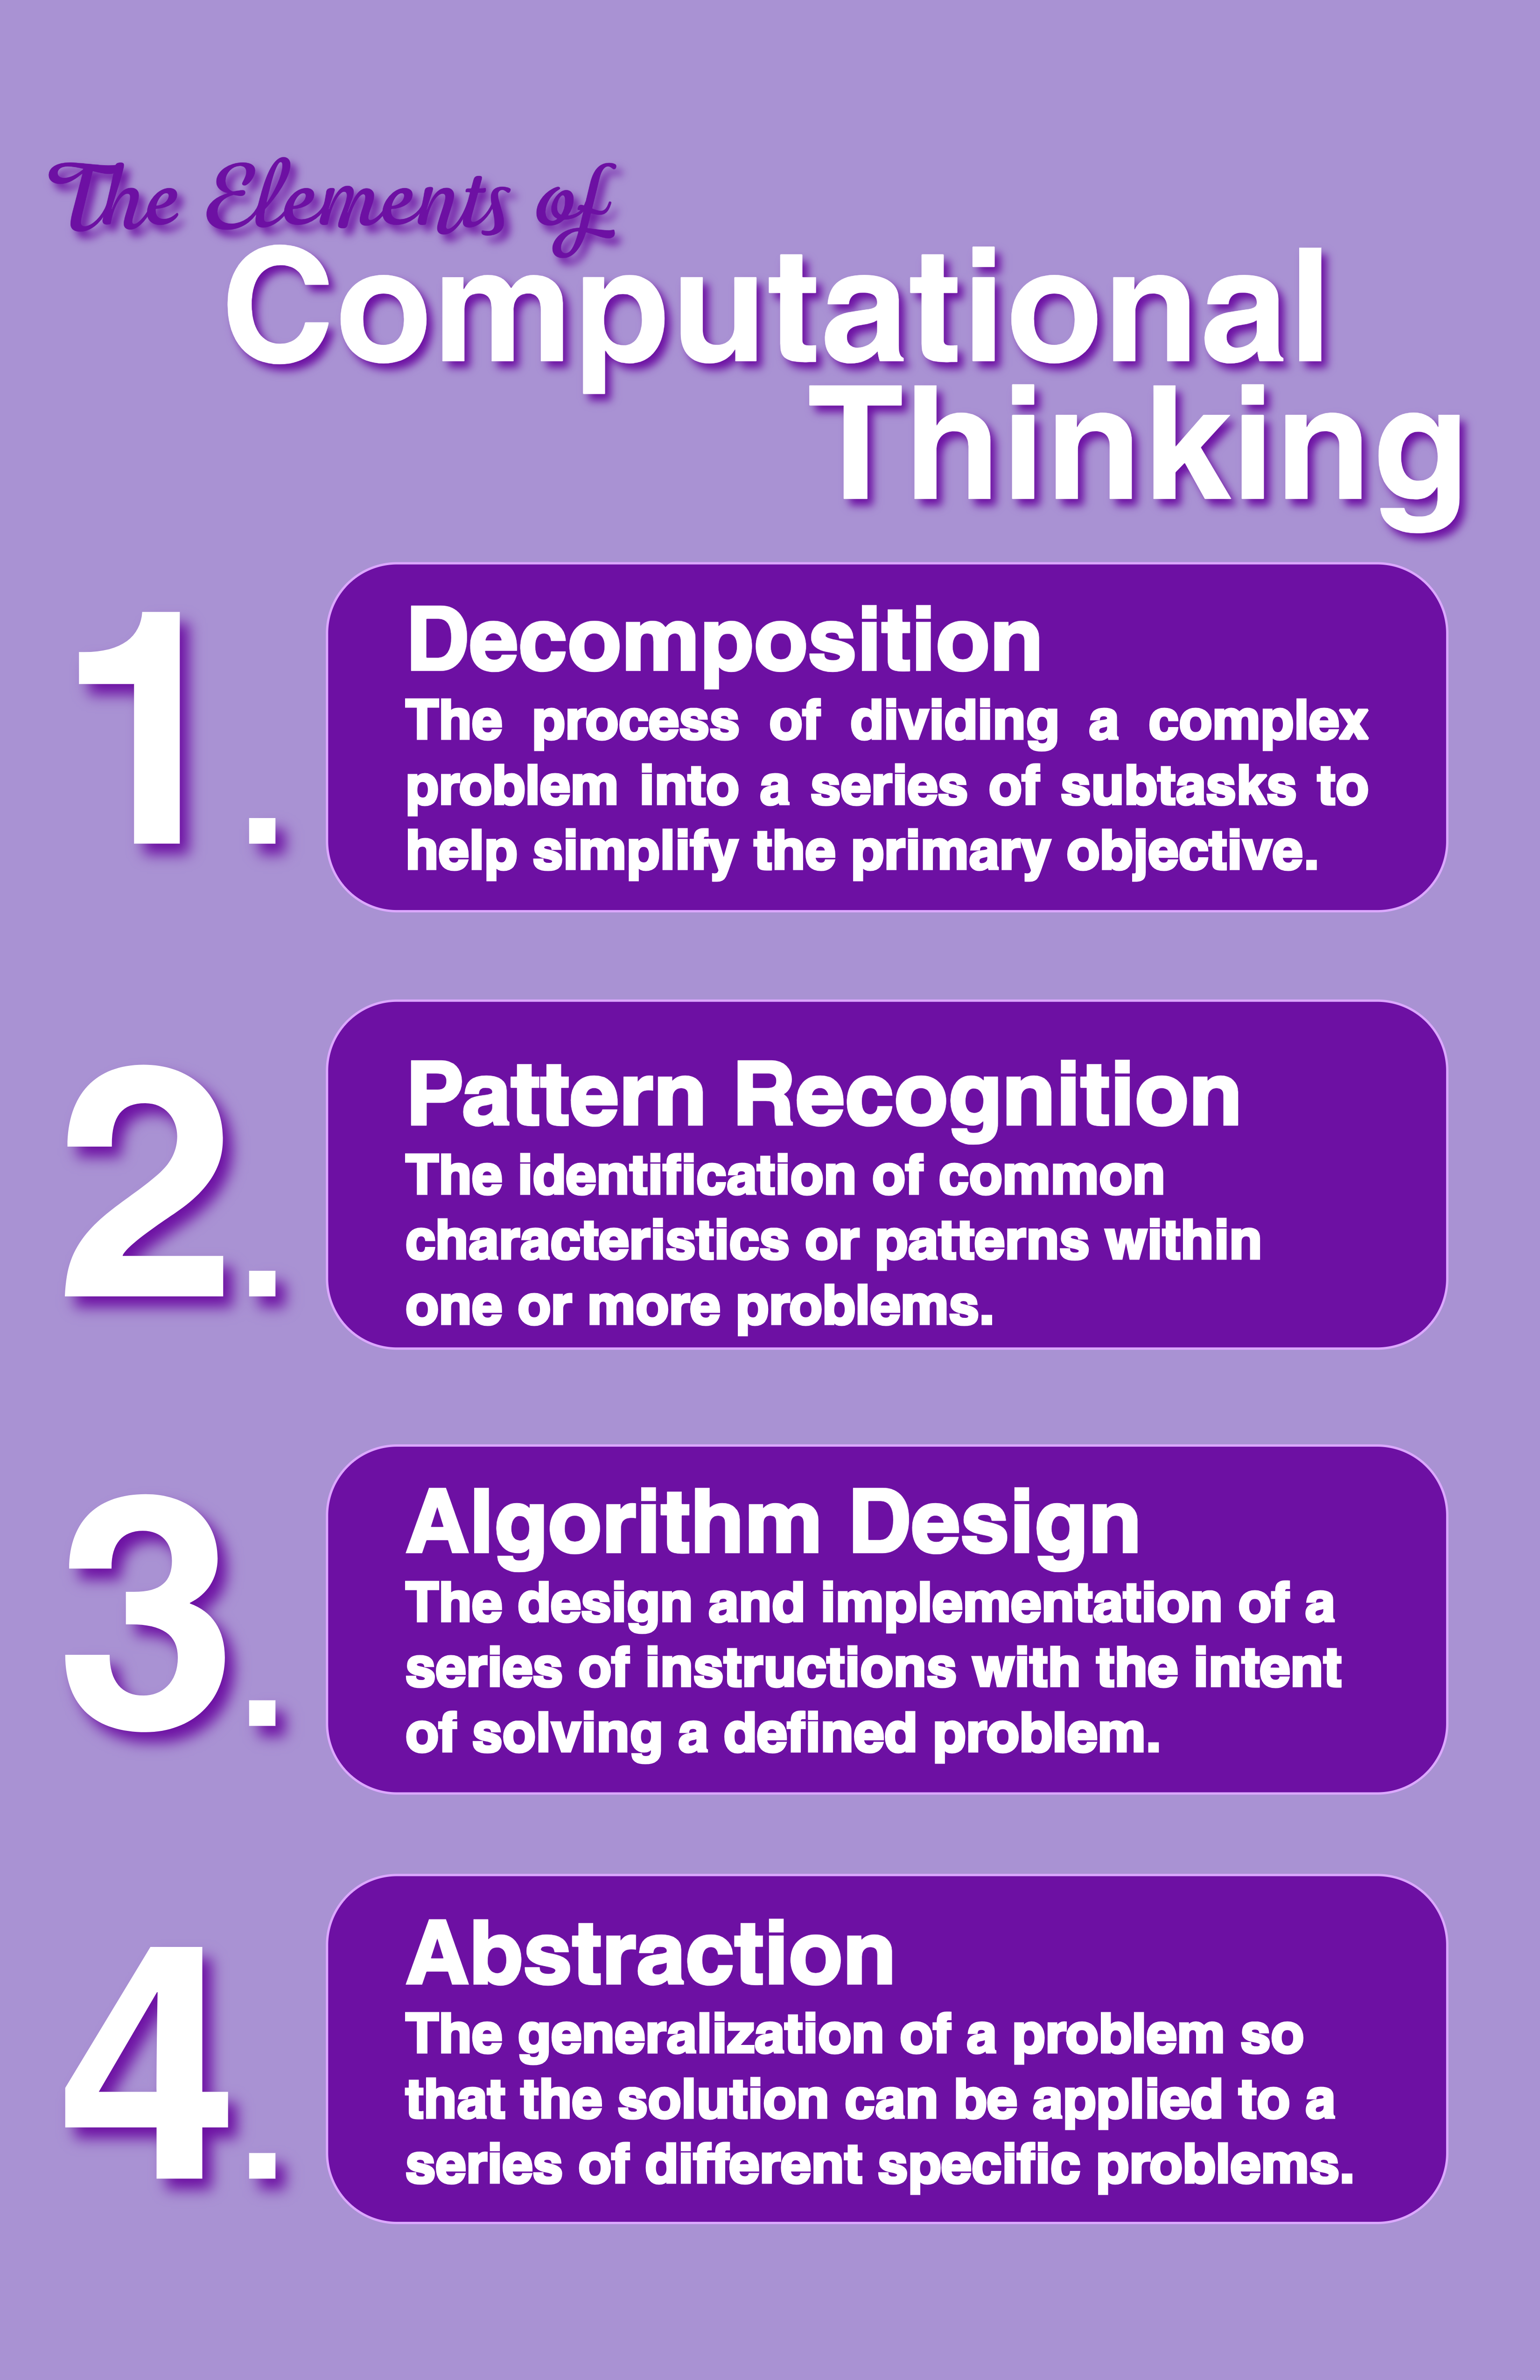 The Elements of
Computational
Thinking
1.
Decomposition
The process of dividing a complex
problem into a series of subtasks to
help simplify the primary objective.
2.
Pattern Recognition
The identification of common
characteristics or patterns within
one or more problems.
3.
Algorithm Design
The design and implementation of a
series of instructions with the intent
of solving a defined problem.
4.
Abstraction
The generalization of a problem so
that the solution can be applied to a
series of different specific problems.